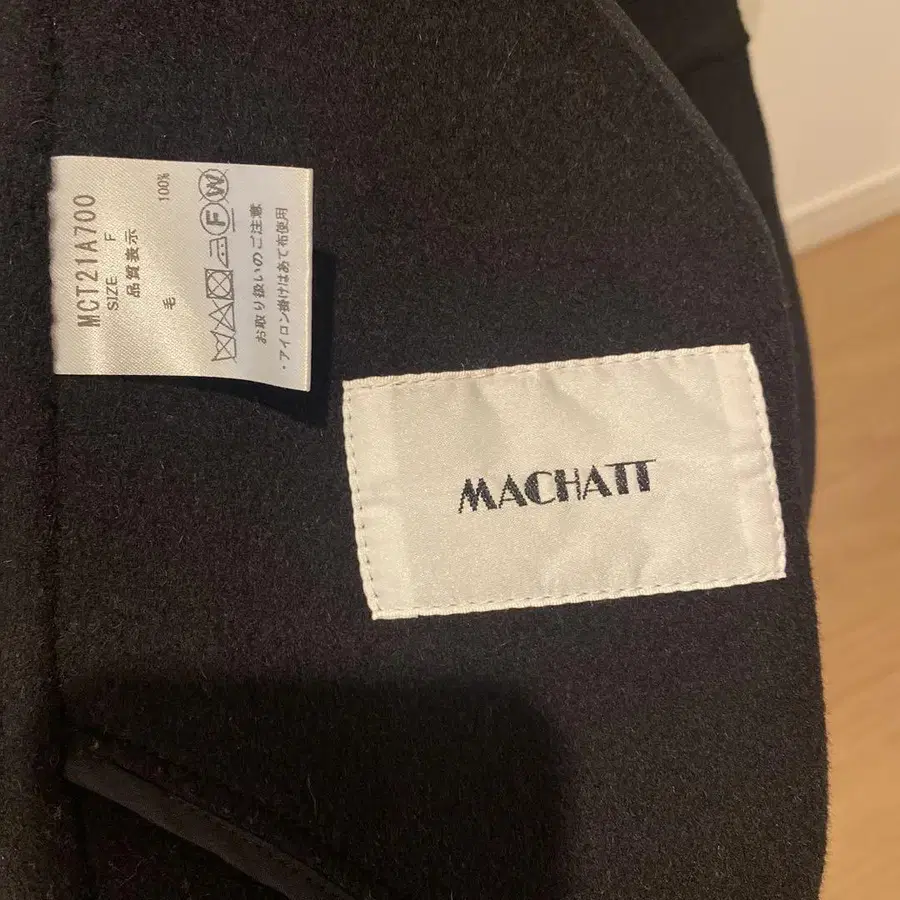 MCT21A700
SIZE F
品質表示
毛 100%
F W
お取り扱いのご注意
・アイロン掛けはあて布使用
MACHATT